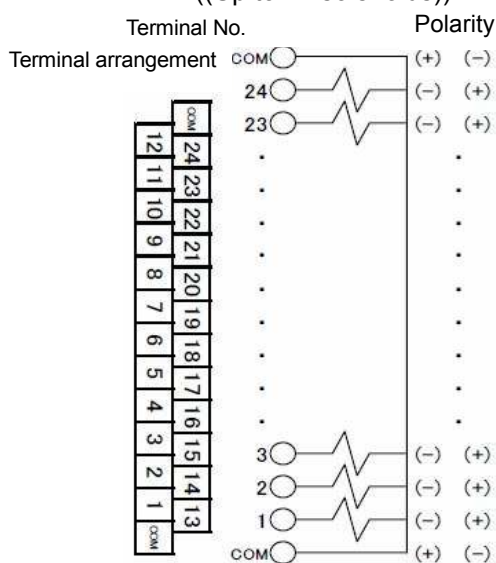 Terminal No. Polarity
Terminal arrangement COM (+) (-)
24 (-) (+)
23 (-) (+)
COM
12 24
11 23
10 22
9 21
8 20
7 19
6 18
5 17
4 16
3 15
2 14
1 13
COM
3 (-) (+)
2 (-) (+)
1 (-) (+)
COM (+) (-)